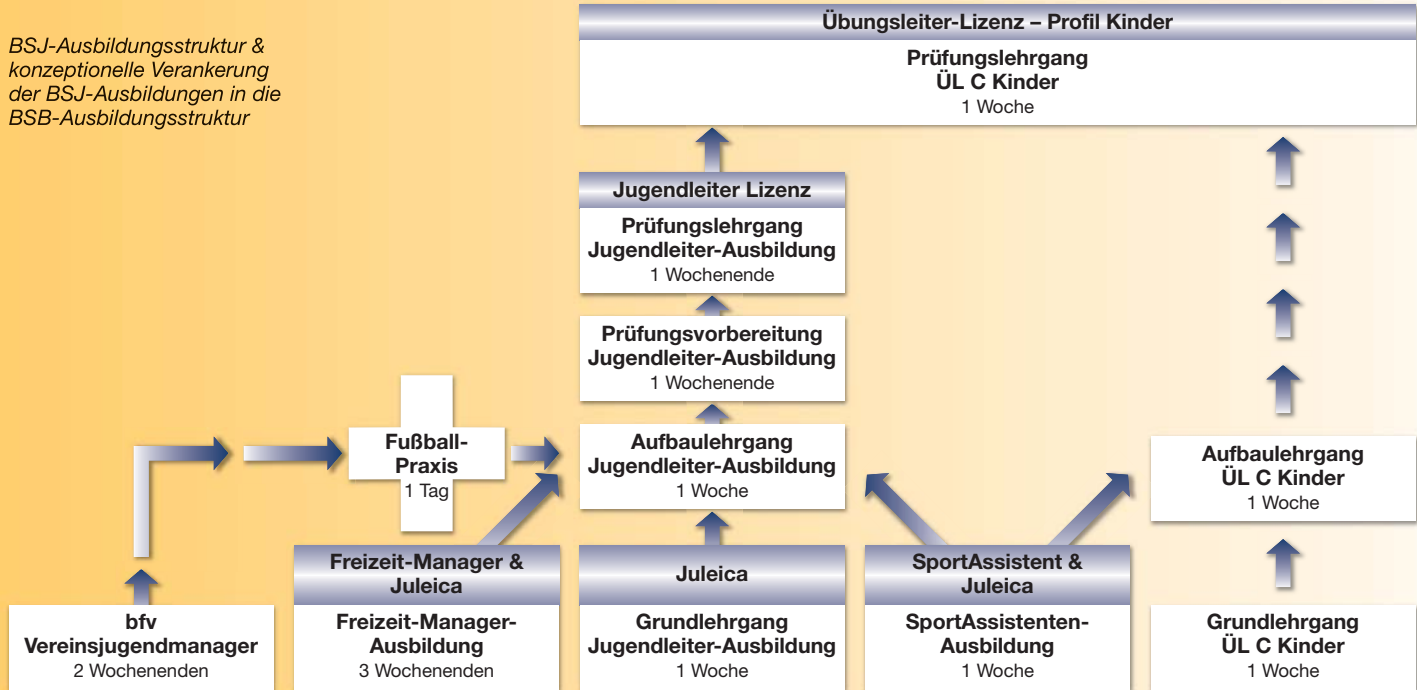 BSJ-Ausbildungsstruktur &
konzeptionelle Verankerung
der BSJ-Ausbildungen in die
BSB-Ausbildungsstruktur
Übungsleiter-Lizenz – Profil Kinder
Prüfungslehrgang
ÜL C Kinder
1 Woche
Jugendleiter Lizenz
Prüfungslehrgang
Jugendleiter-Ausbildung
1 Wochenende
Prüfungsvorbereitung
Jugendleiter-Ausbildung
1 Wochenende
Fußball-
Praxis
1 Tag
Aufbaulehrgang
Jugendleiter-Ausbildung
1 Woche
Aufbaulehrgang
ÜL C Kinder
1 Woche
bfv
Vereinsjugendmanager
2 Wochenenden
Freizeit-Manager &
Juleica
Freizeit-Manager-
Ausbildung
3 Wochenenden
Juleica
Grundlehrgang
Jugendleiter-Ausbildung
1 Woche
SportAssistent &
Juleica
SportAssistenten-
Ausbildung
1 Woche
Grundlehrgang
ÜL C Kinder
1 Woche